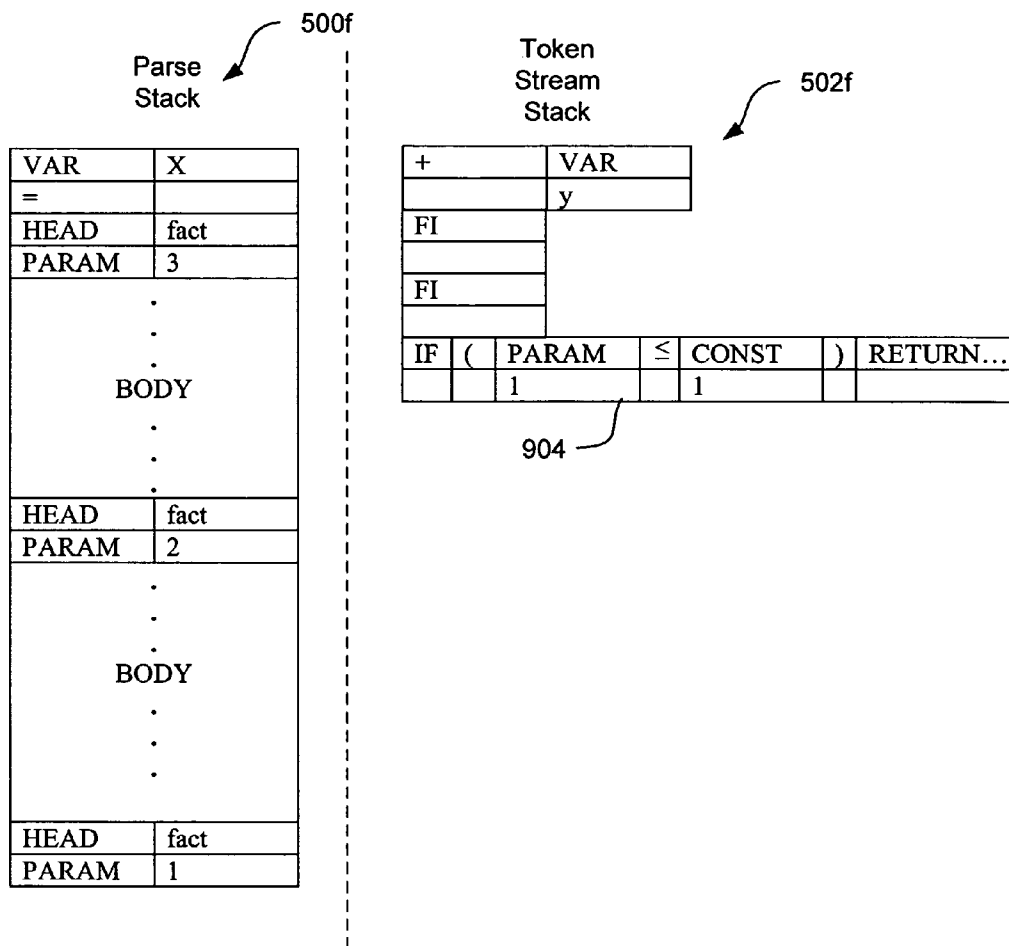 500f
Parse
Stack
VAR X
=
HEAD fact
PARAM 3
BODY
HEAD fact
PARAM 2
BODY
HEAD fact
PARAM 1
Token
Stream
Stack
502f
+ VAR
y
FI
FI
IF ( PARAM ≤ CONST ) RETURN...
1 1
904